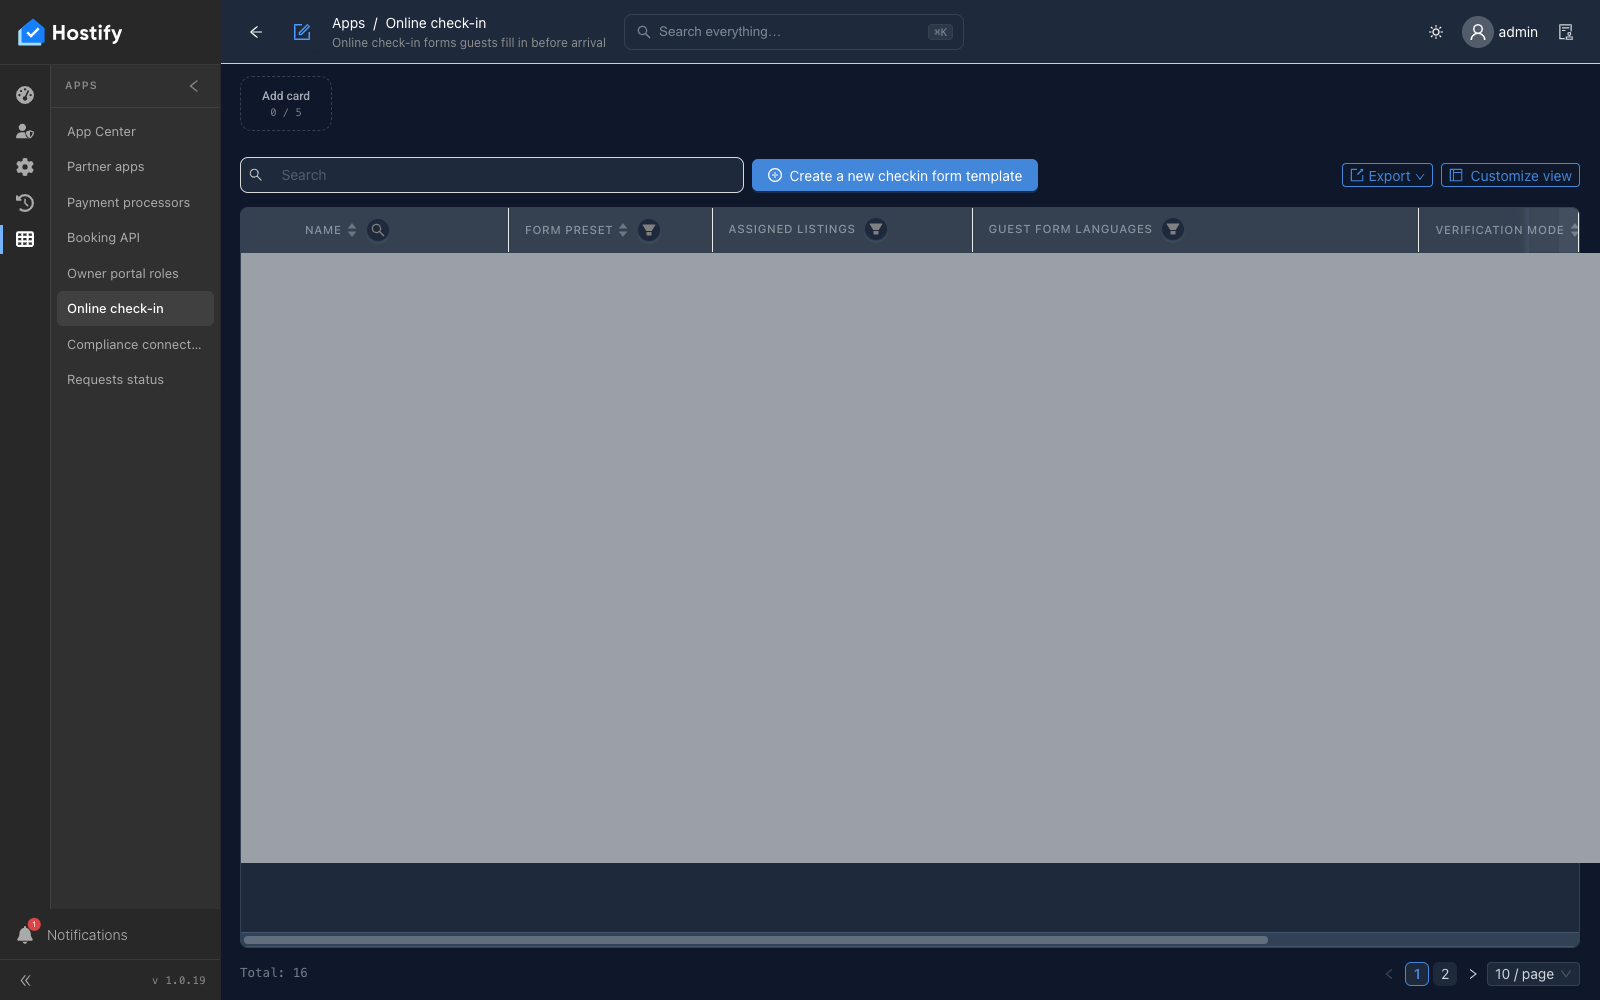 Hostify
Apps / Online check-in
Online check-in forms guests fill in before arrival
Search everything...
⌘K
admin
APPS
App Center
Partner apps
Payment processors
Booking API
Owner portal roles
Online check-in
Compliance connect...
Requests status
Add card
0 / 5
Search
Create a new checkin form template
Export
Customize view
NAME
FORM PRESET
ASSIGNED LISTINGS
GUEST FORM LANGUAGES
VERIFICATION MODE
1
Notifications
v 1.0.19
Total: 16
1
2
10 / page